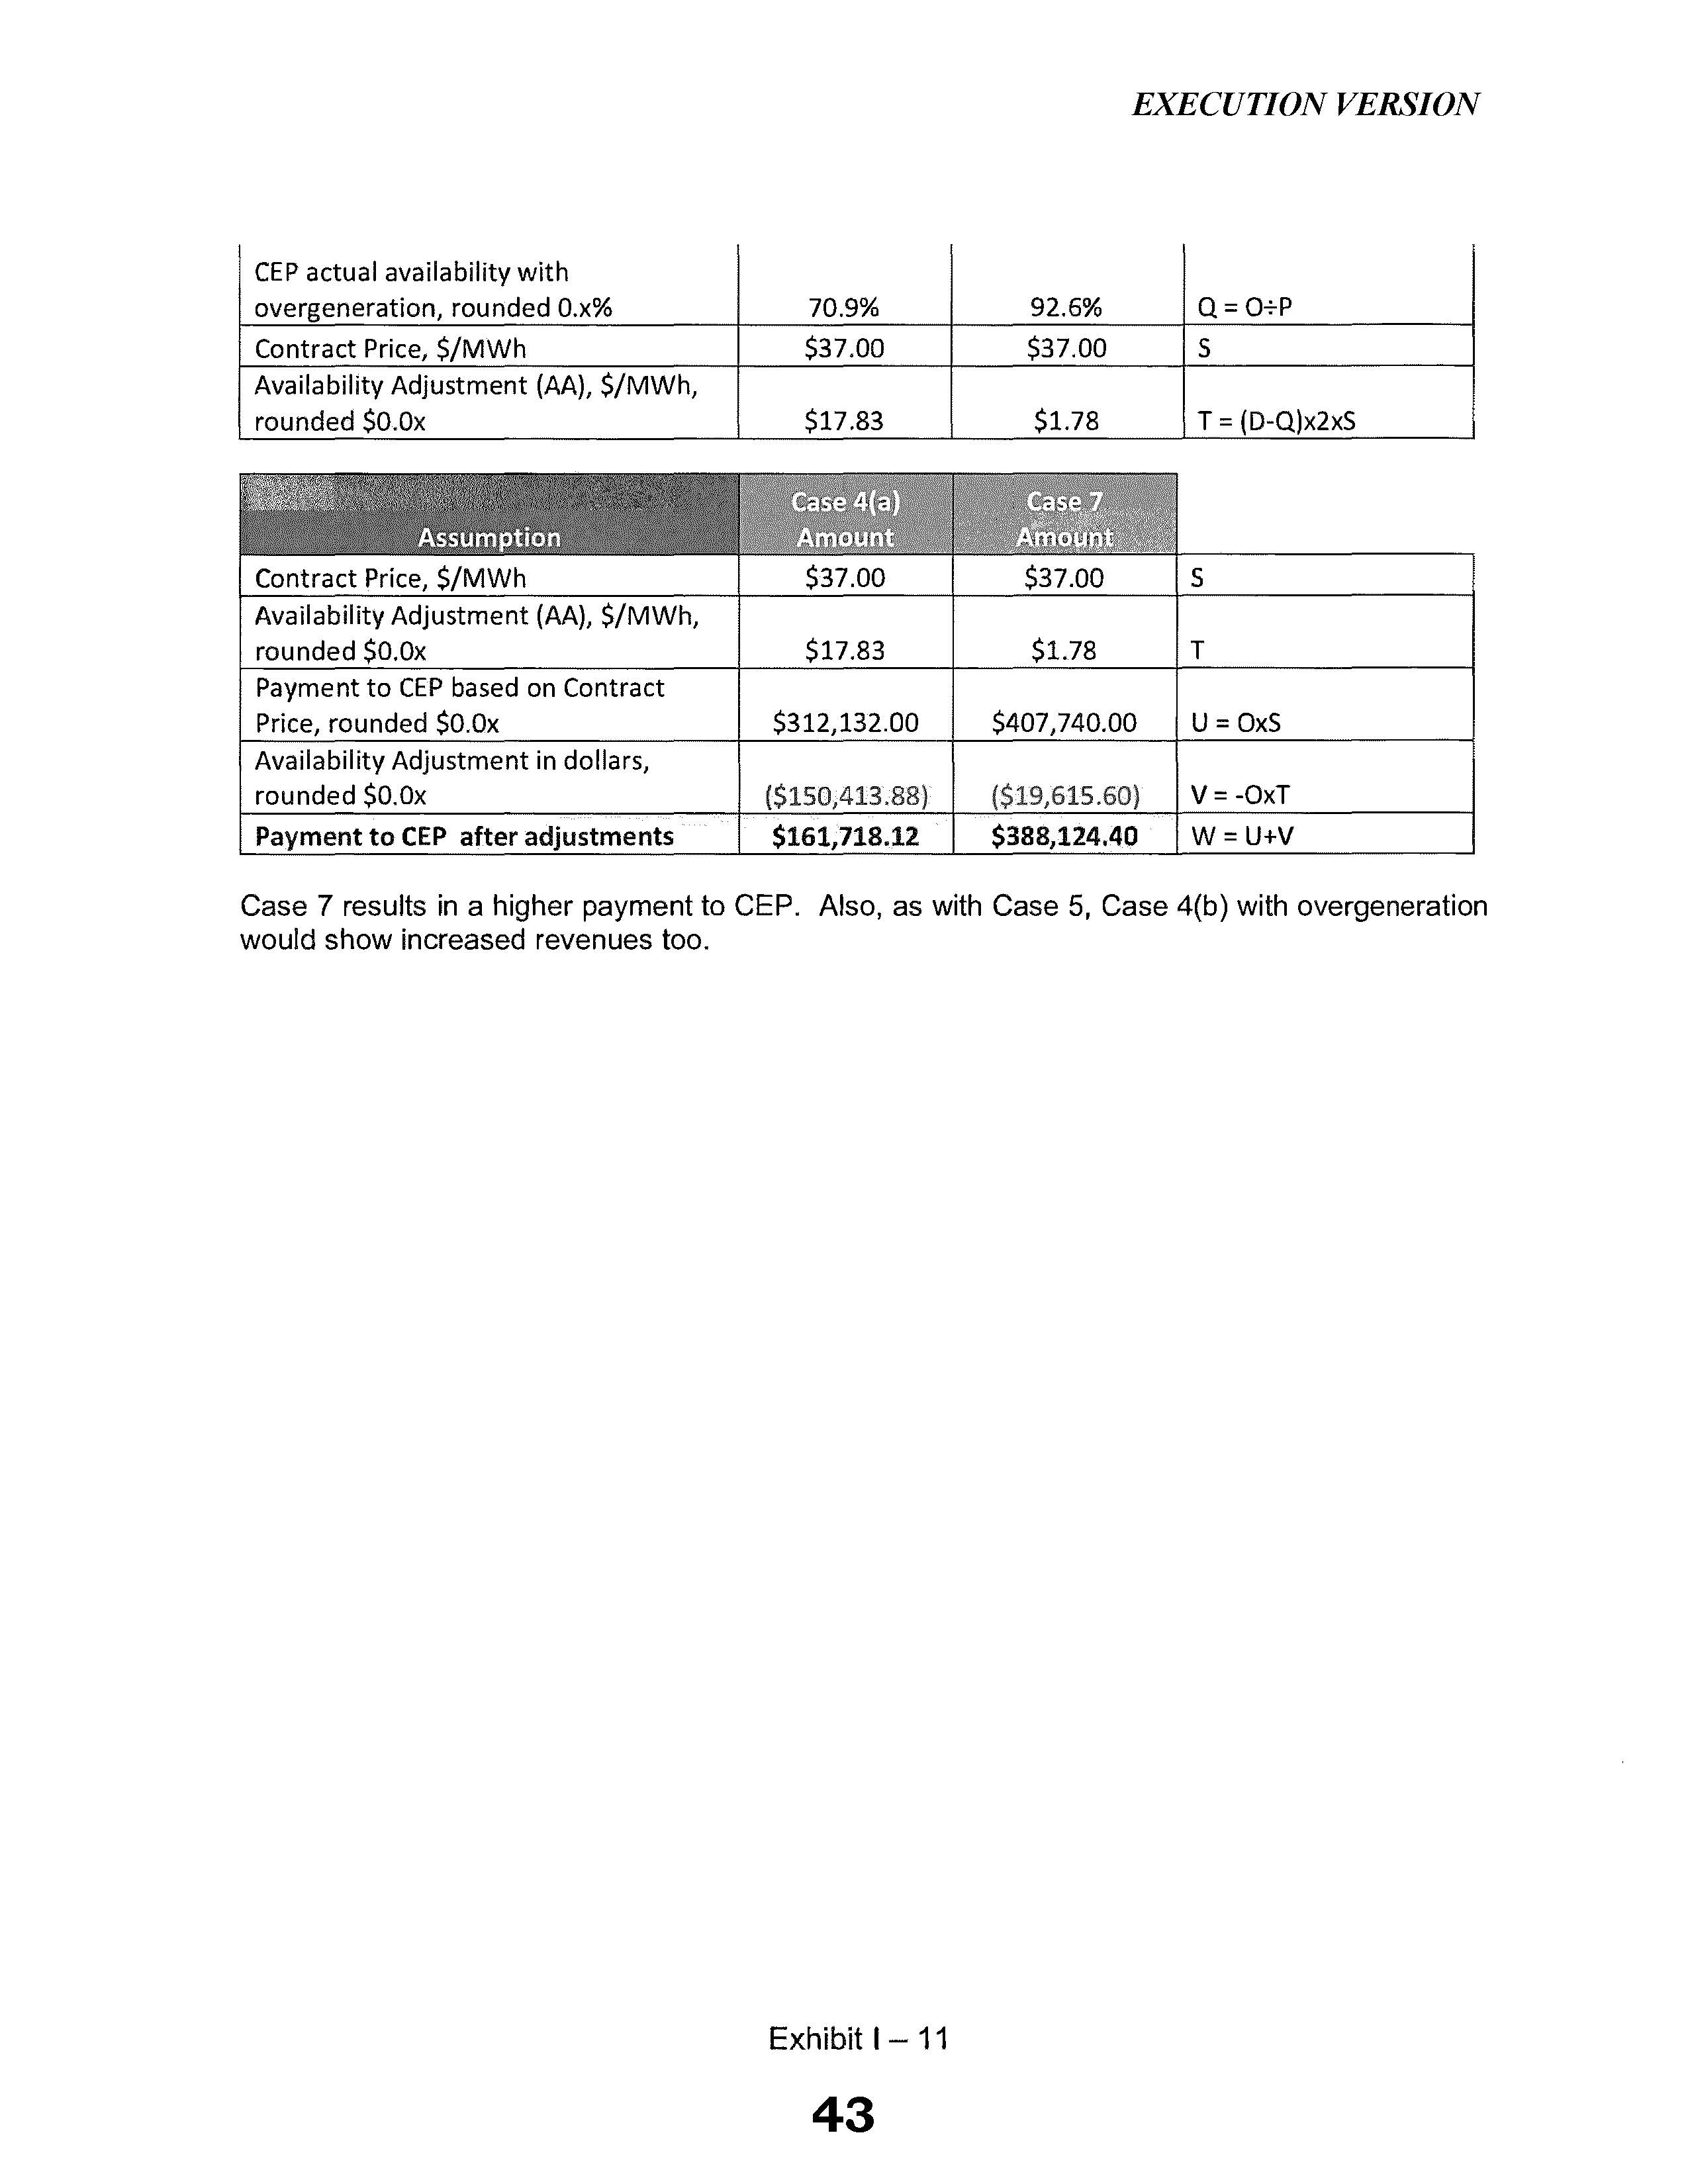 EXECUTION VERSION
CEP actual availability with
overgeneration, rounded 0.x% 70.9% 92.6% Q = O÷P
Contract Price, $/MWh $37.00 $37.00 S
Availability Adjustment (AA), $/MWh,
rounded $0.0x $17.83 $1.78 T = (D-Q)x2xS
Case 4(a) Case 7
Assumption Amount Amount
Contract Price, $/MWh $37.00 $37.00 S
Availability Adjustment (AA), $/MWh,
rounded $0.0x $17.83 $1.78 T
Payment to CEP based on Contract
Price, rounded $0.0x $312,132.00 $407,740.00 U = OxS
Availability Adjustment in dollars,
rounded $0.0x ($150,413.88) ($19,615.60) V = -OxT
Payment to CEP after adjustments $161,718.12 $388,124.40 W = U+V
Case 7 results in a higher payment to CEP. Also, as with Case 5, Case 4(b) with overgeneration
would show increased revenues too.
Exhibit I – 11
43